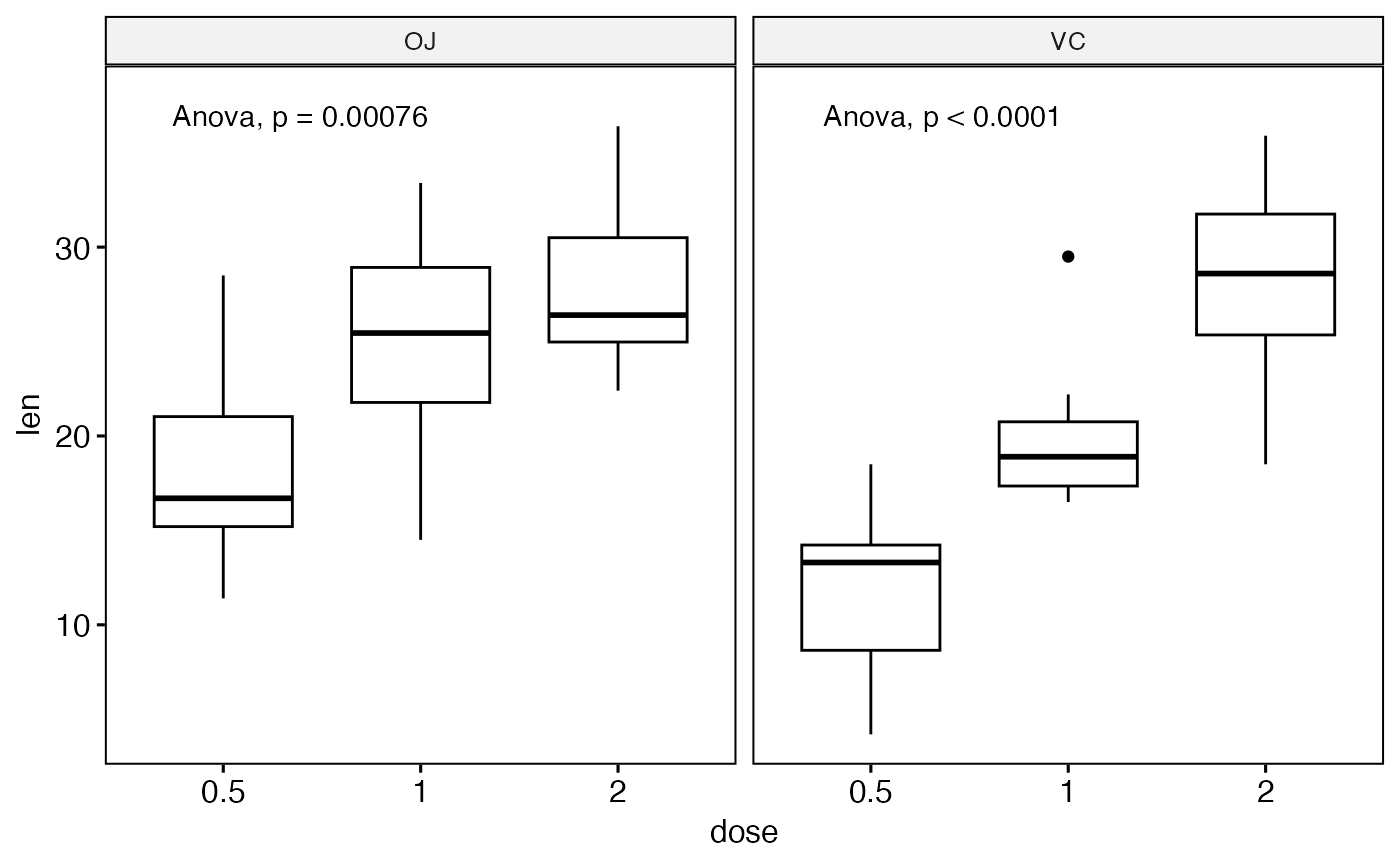 OJ
VC
Anova, p = 0.00076
Anova, p < 0.0001
30
20
10
len
0.5 1 2
0.5 1 2
dose